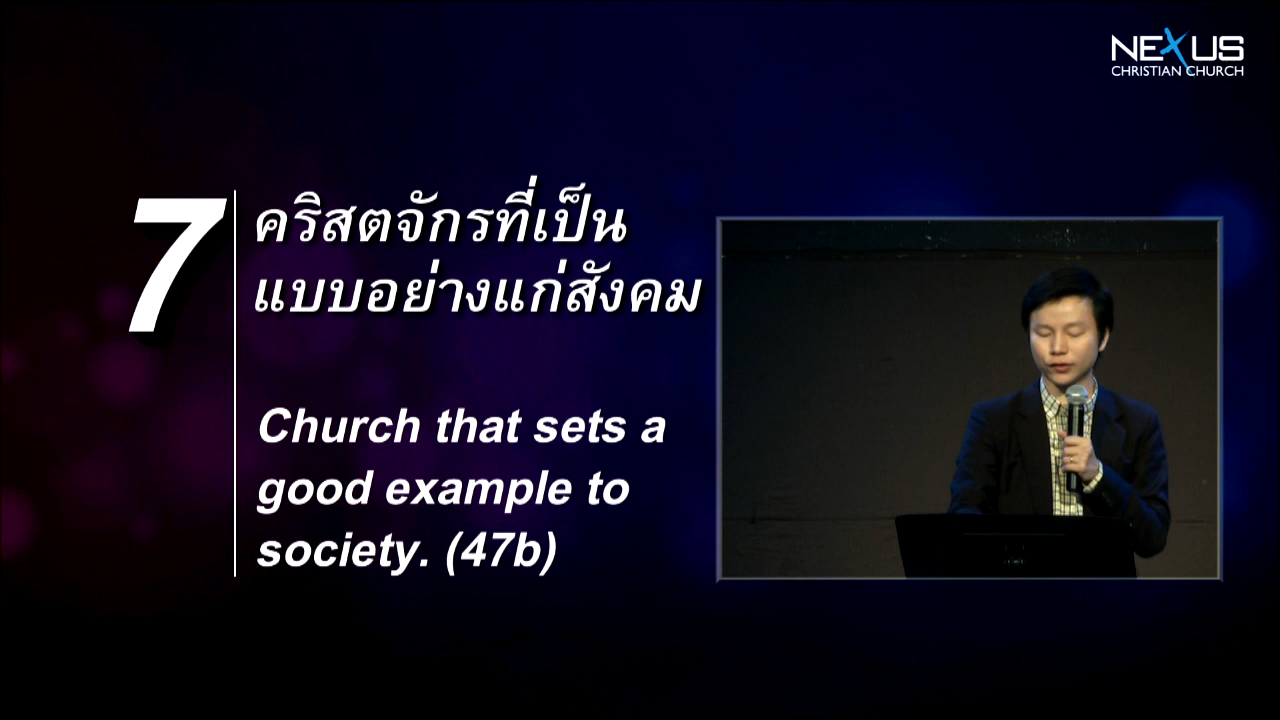 NEXUS
CHRISTIAN CHURCH
7
คริสตจักรที่เป็น
แบบอย่างแก่สังคม
Church that sets a
good example to
society. (47b)